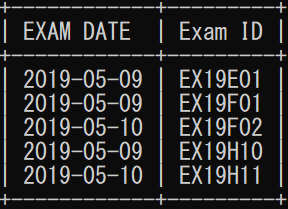 EXAM DATE | Exam ID
2019-05-09 | EX19E01
2019-05-09 | EX19F01
2019-05-10 | EX19F02
2019-05-09 | EX19H10
2019-05-10 | EX19H11